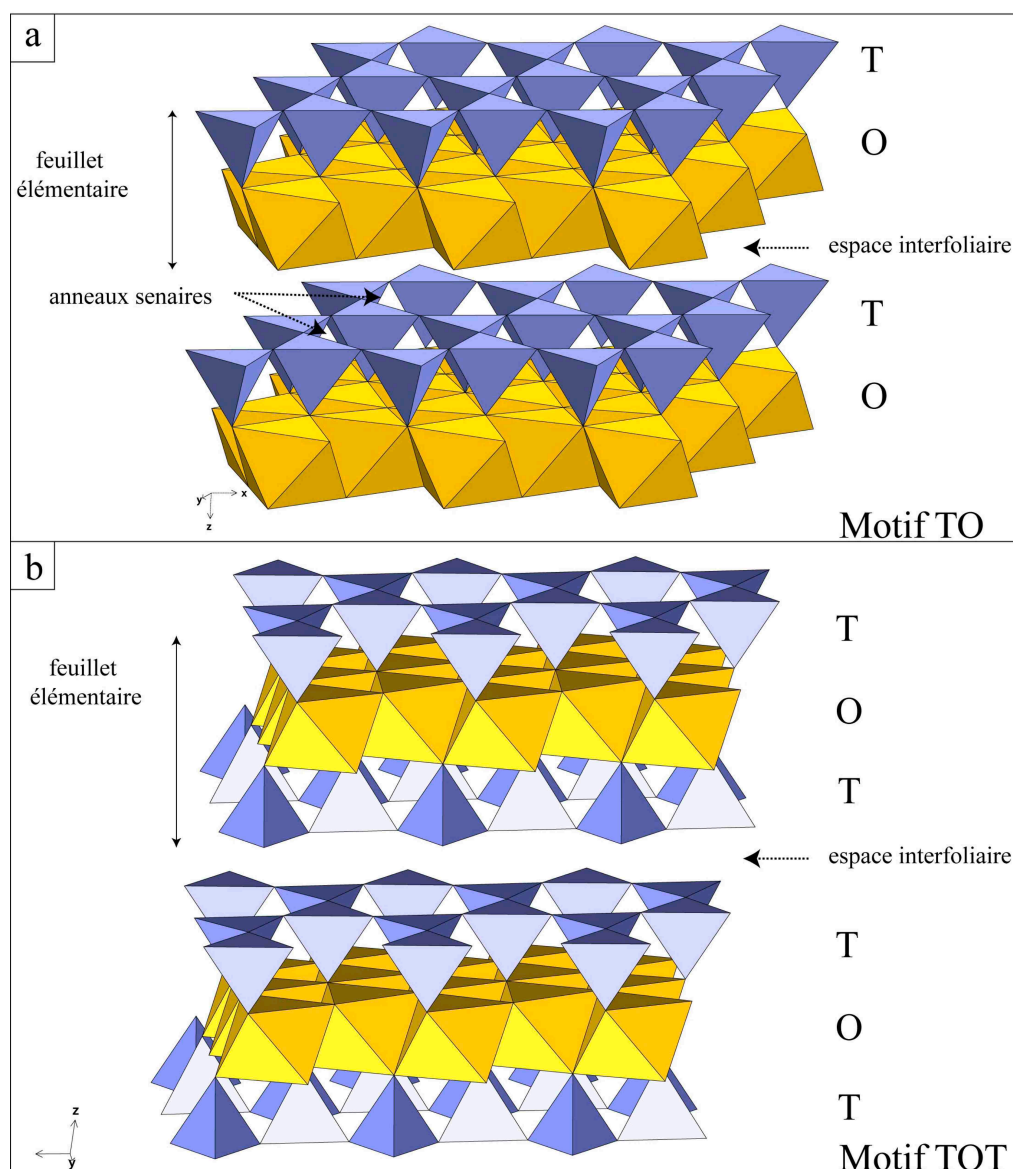 a
T
O
feuillet
élémentaire
espace interfoliaire
anneaux senaires
T
O
y x
z
Motif TO
b
T
feuillet
élémentaire
O
T
espace interfoliaire
T
O
z
T
y
Motif TOT